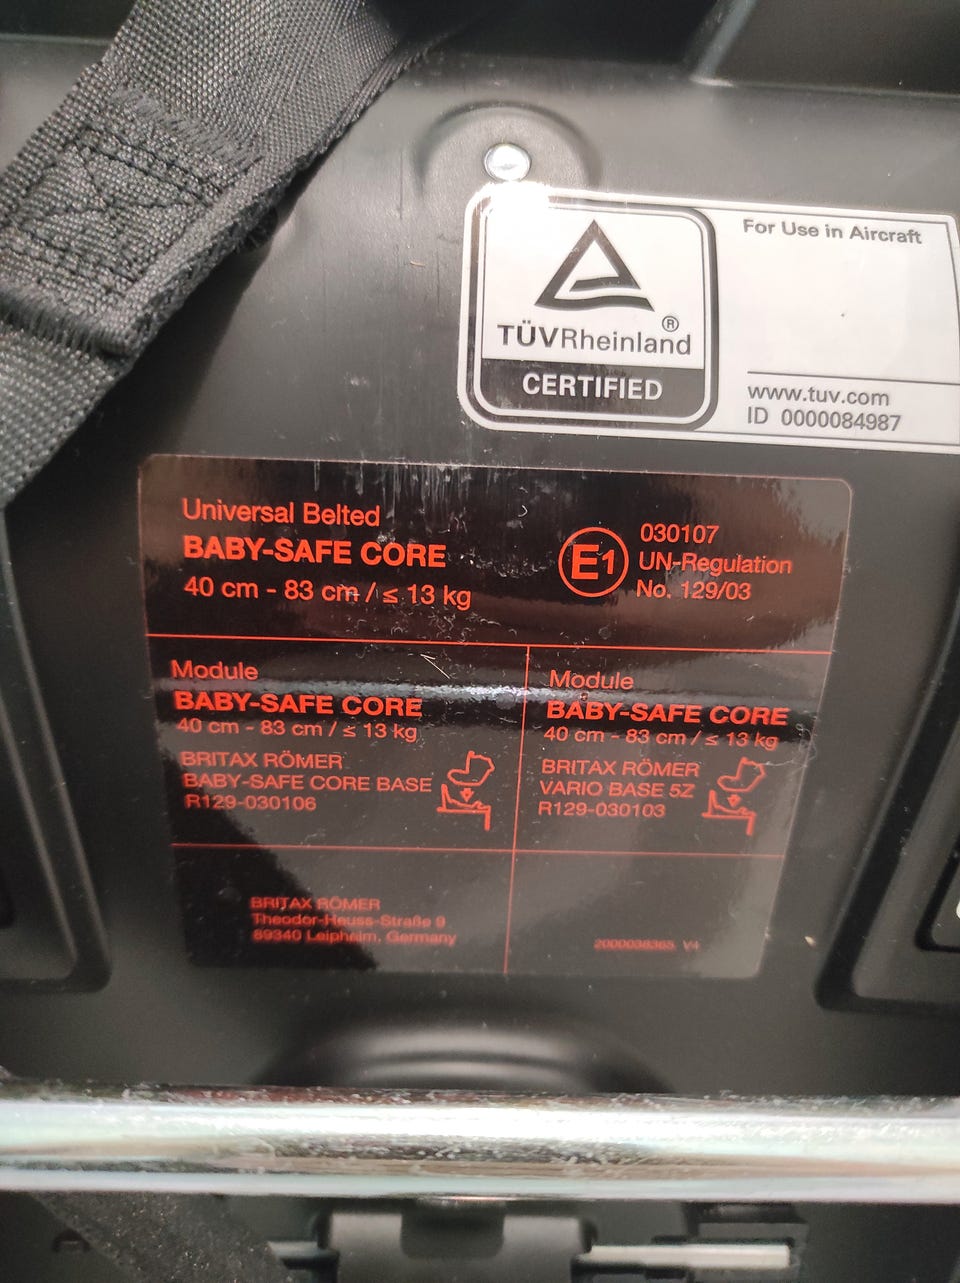 For Use in Aircraft
TÜVRheinland®
CERTIFIED
www.tuv.com
ID 0000084987
Universal Belted
BABY-SAFE CORE
40 cm - 83 cm / ≤ 13 kg
E1
030107
UN-Regulation
No. 129/03
Module
BABY-SAFE CORE
40 cm - 83 cm / ≤ 13 kg
BRITAX RÖMER
BABY-SAFE CORE BASE
R129-030106
Module
BABY-SAFE CORE
40 cm - 83 cm / ≤ 13 kg
BRITAX RÖMER
VARIO BASE 5Z
R129-030103
BRITAX RÖMER
Theodor-Heuss-Straße 9
89340 Leipheim, Germany
2000038365 V4